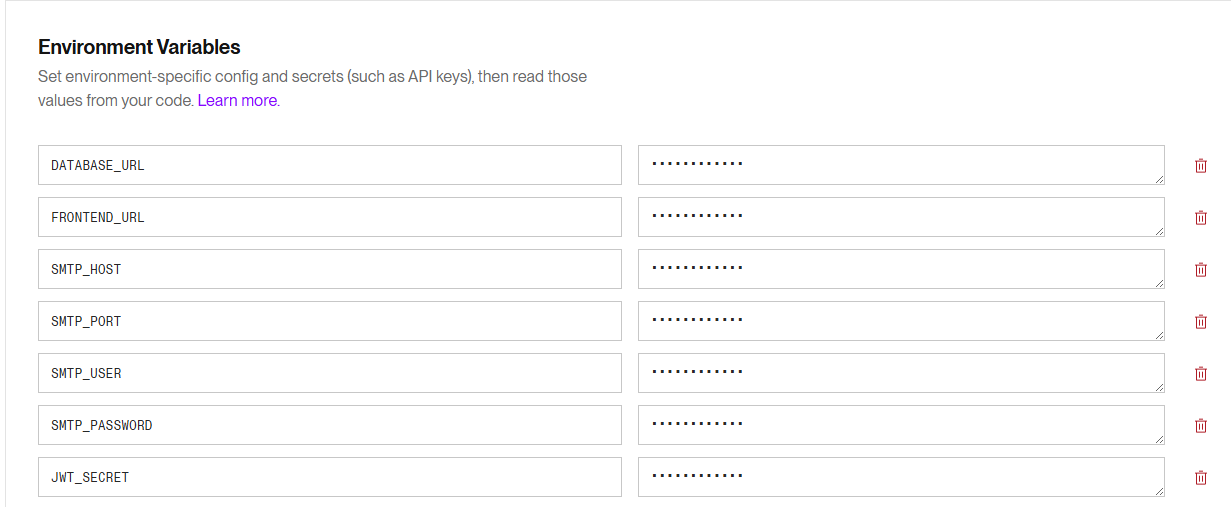 Environment Variables
Set environment-specific config and secrets (such as API keys), then read those
values from your code. Learn more.
DATABASE_URL ············
FRONTEND_URL ············
SMTP_HOST ············
SMTP_PORT ············
SMTP_USER ············
SMTP_PASSWORD ············
JWT_SECRET ············